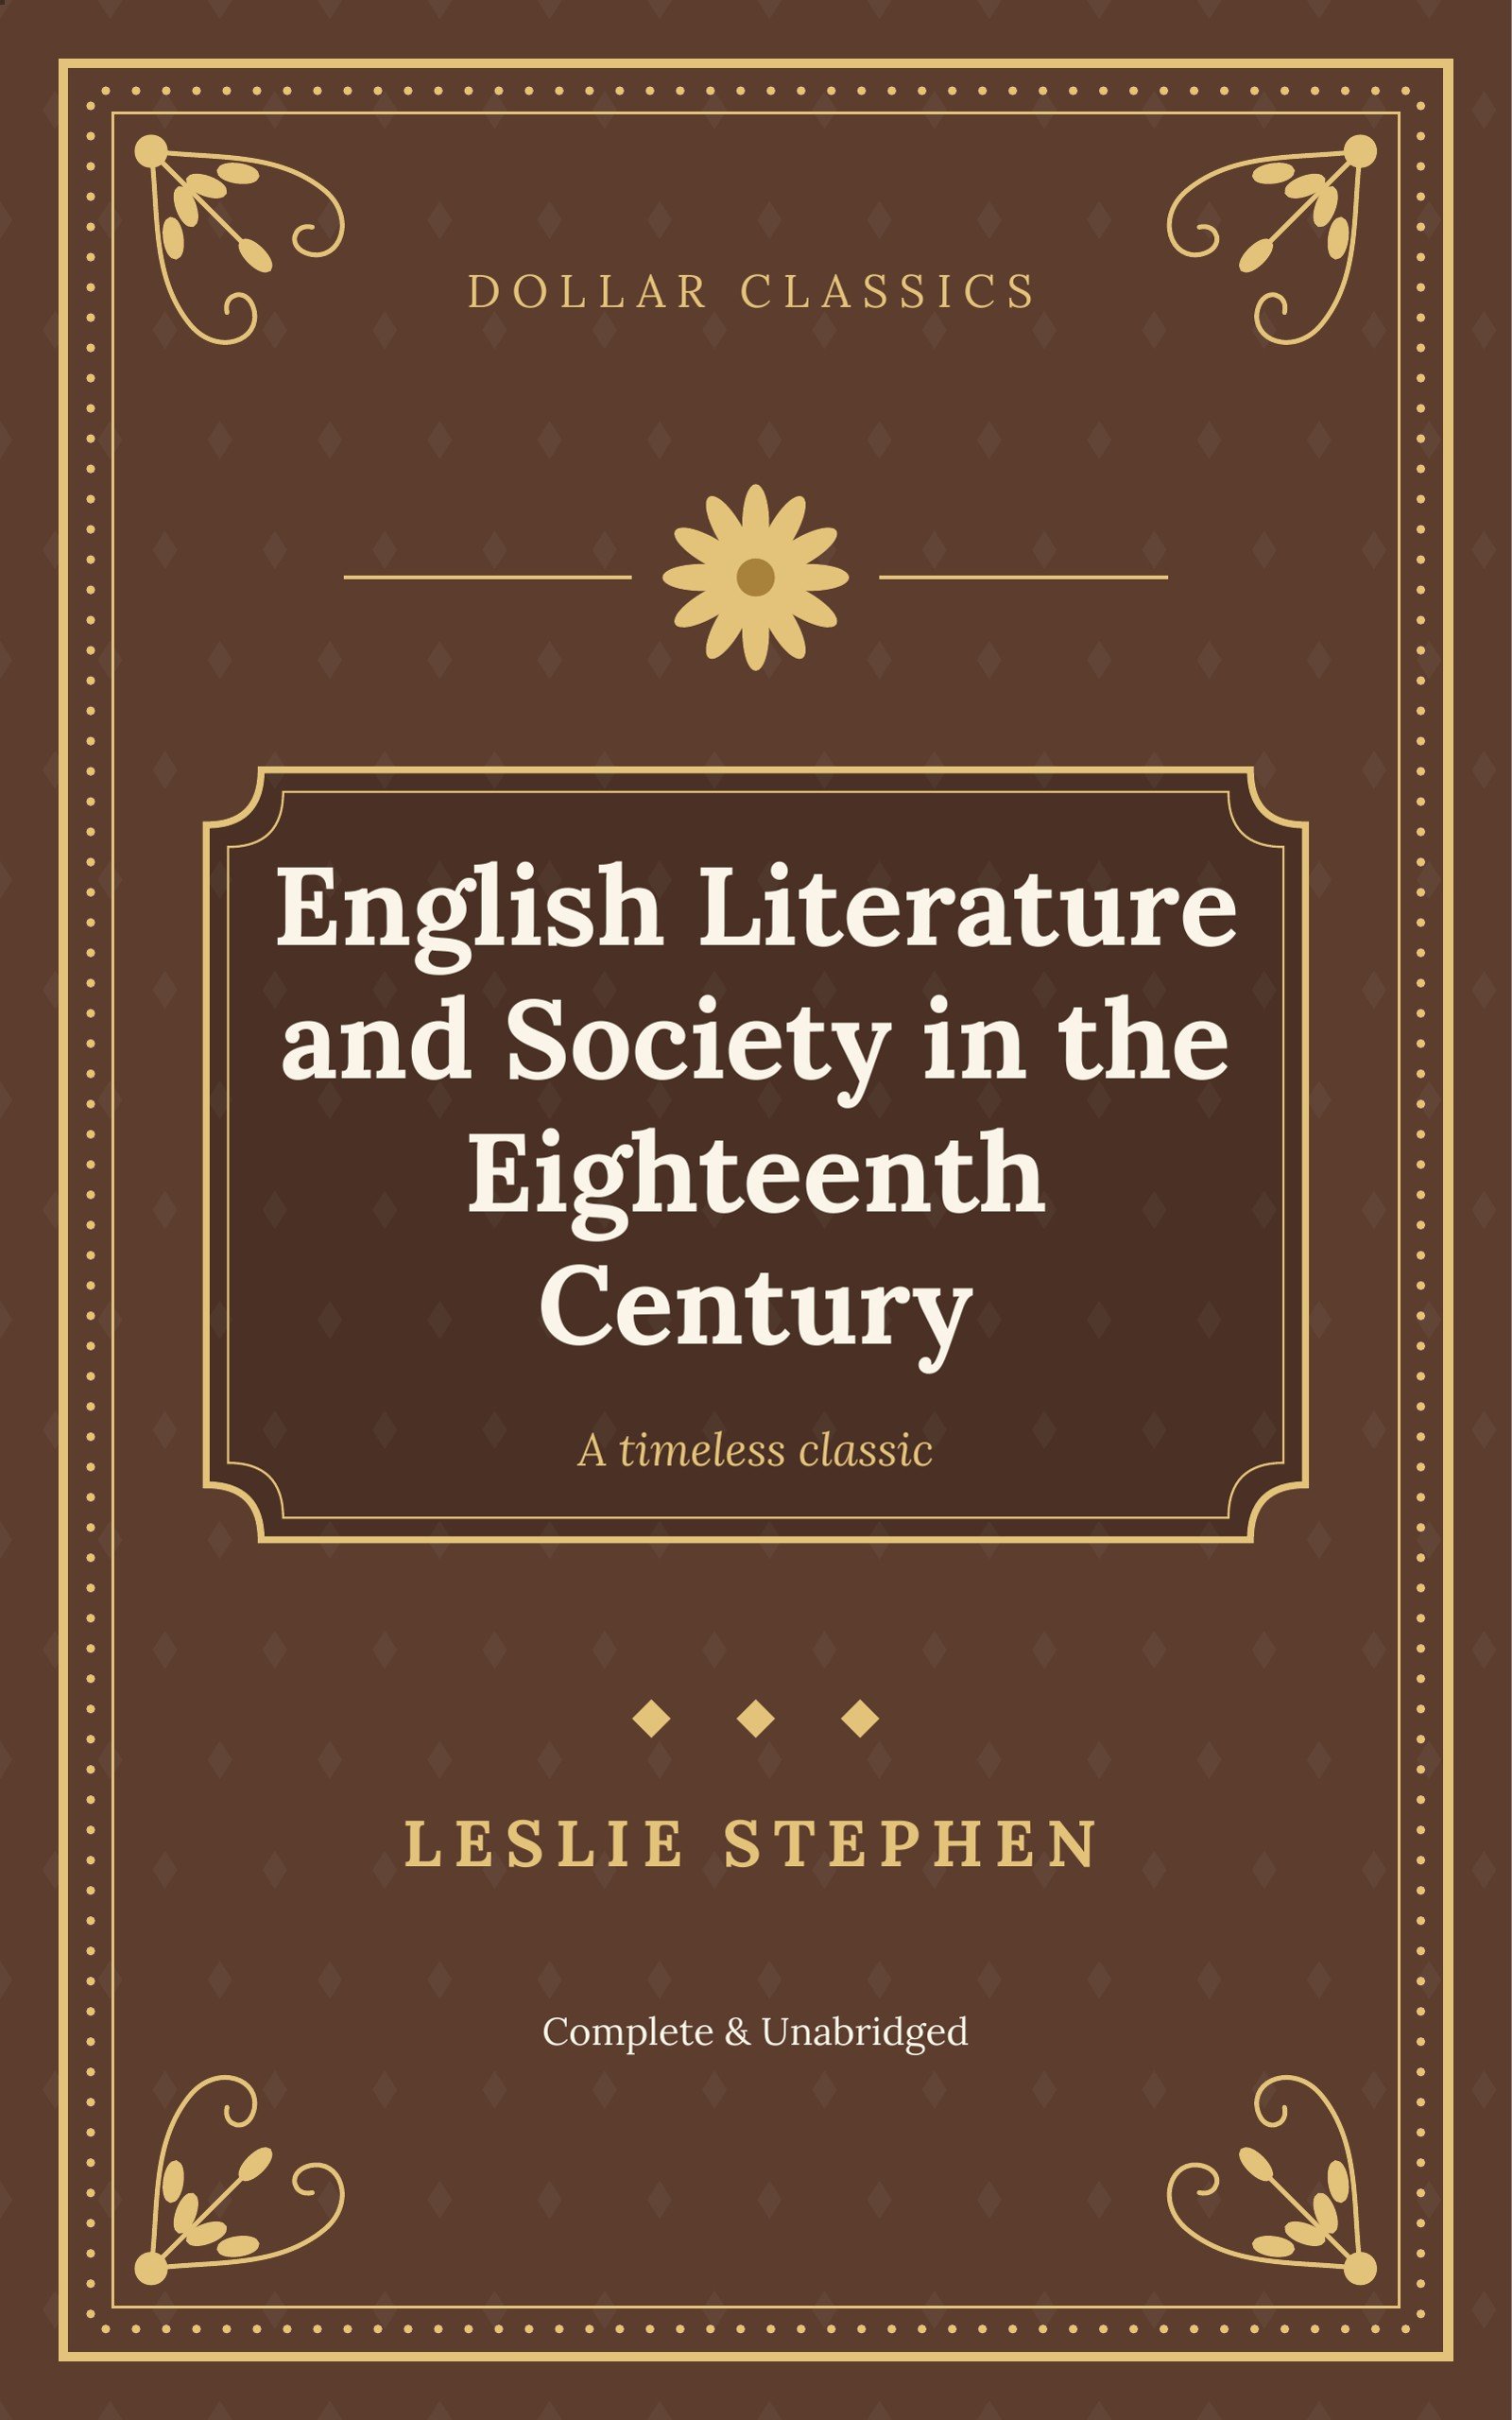 DOLLAR CLASSICS
English Literature
and Society in the
Eighteenth
Century
A timeless classic
LESLIE STEPHEN
Complete & Unabridged